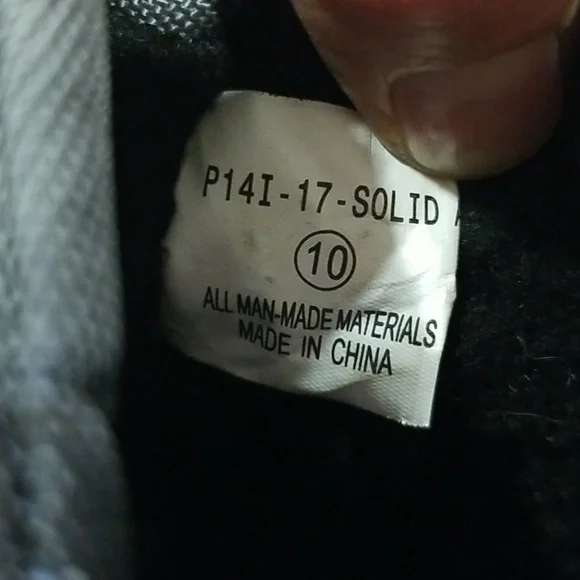 P14I-17-SOLID
10
ALL MAN-MADE MATERIALS
MADE IN CHINA